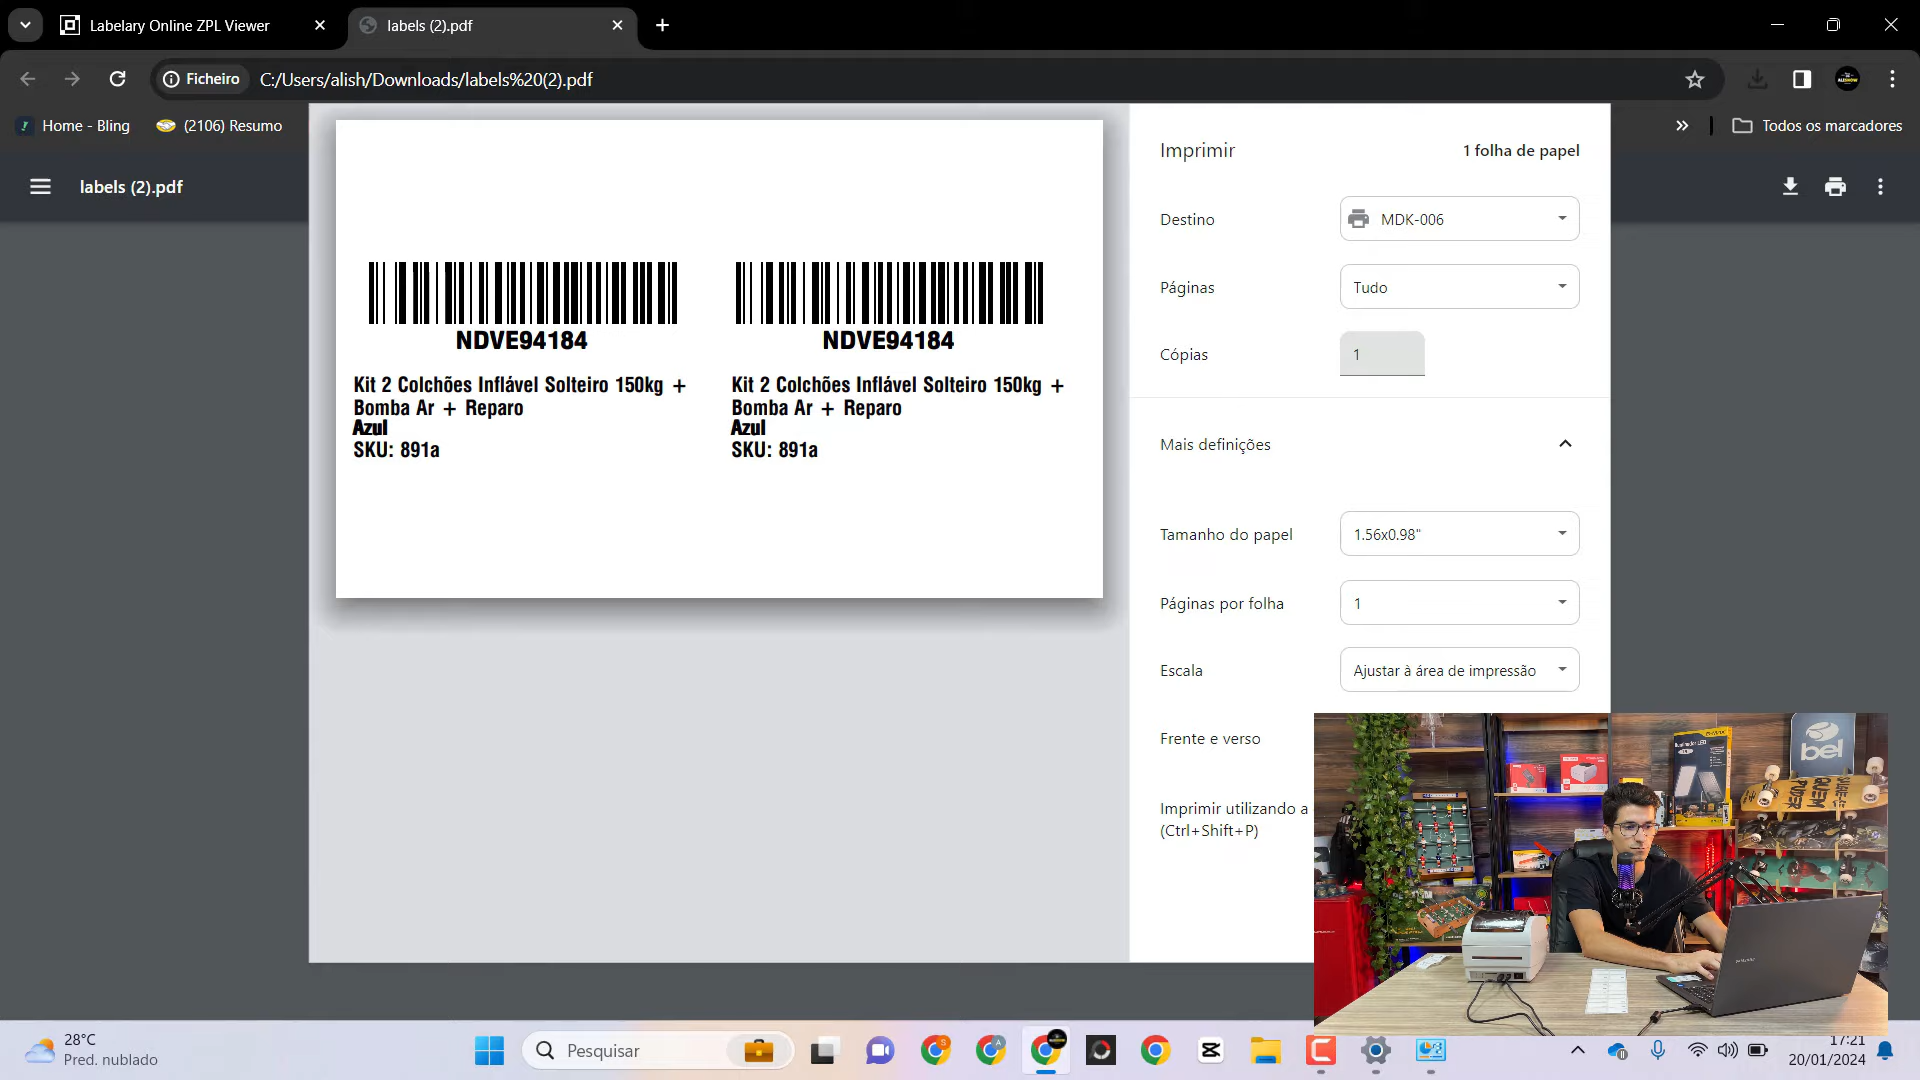 Labelary Online ZPL Viewer
labels (2).pdf
Ficheiro
C:/Users/alish/Downloads/labels%20(2).pdf
Home - Bling
(2106) Resumo
Todos os marcadores
labels (2).pdf
NDVE94184
NDVE94184
Kit 2 Colchões Inflável Solteiro 150kg +
Bomba Ar + Reparo
Azul
SKU: 891a
Kit 2 Colchões Inflável Solteiro 150kg +
Bomba Ar + Reparo
Azul
SKU: 891a
Imprimir
1 folha de papel
Destino
MDK-006
Páginas
Tudo
Cópias
1
Mais definições
Tamanho do papel
1.56x0.98"
Páginas por folha
1
Escala
Ajustar à área de impressão
Frente e verso
Imprimir utilizando a
(Ctrl+Shift+P)
bel
28°C
Pred. nublado
Pesquisar
17:21
20/01/2024